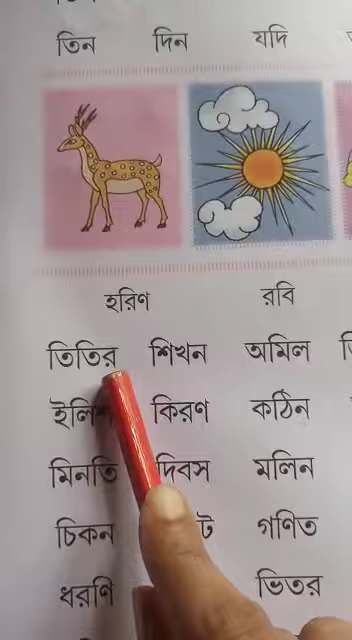 তিন দিন যদি
হরিণ রবি
তিতির শিখন অমিল
কিরণ কঠিন
মিনতি দিবস মলিন
চিকন গণিত
ধরণি ভিতর